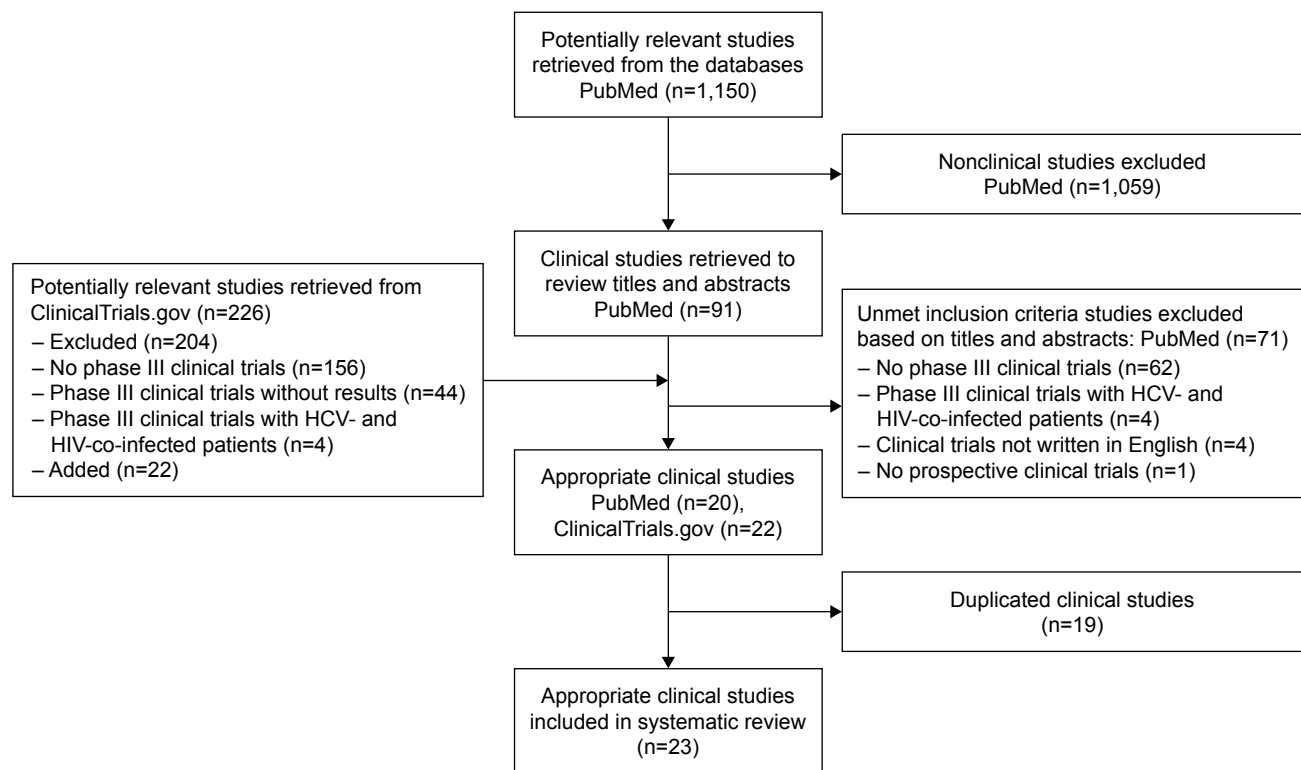 Potentially relevant studies
retrieved from the databases
PubMed (n=1,150)
Nonclinical studies excluded
PubMed (n=1,059)
Clinical studies retrieved to
review titles and abstracts
PubMed (n=91)
Potentially relevant studies retrieved from
ClinicalTrials.gov (n=226)
– Excluded (n=204)
– No phase III clinical trials (n=156)
– Phase III clinical trials without results (n=44)
– Phase III clinical trials with HCV- and
HIV-co-infected patients (n=4)
– Added (n=22)
Unmet inclusion criteria studies excluded
based on titles and abstracts: PubMed (n=71)
– No phase III clinical trials (n=62)
– Phase III clinical trials with HCV- and
HIV-co-infected patients (n=4)
– Clinical trials not written in English (n=4)
– No prospective clinical trials (n=1)
Appropriate clinical studies
PubMed (n=20),
ClinicalTrials.gov (n=22)
Duplicated clinical studies
(n=19)
Appropriate clinical studies
included in systematic review
(n=23)